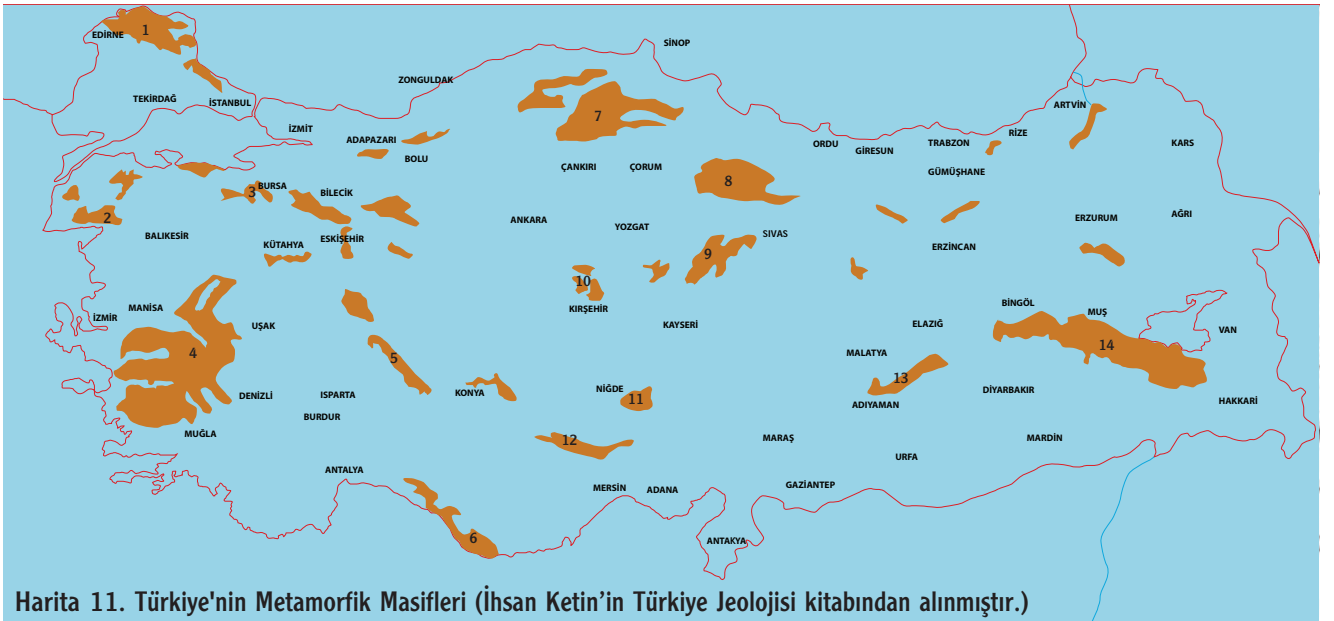 SİNOP
EDİRNE 1
ZONGULDAK
TEKİRDAĞ İSTANBUL
İZMİT
ADAPAZARI
BOLU
7
ORDU
GİRESUN
TRABZON
RİZE
ARTVİN
KARS
ÇANKIRI ÇORUM
GÜMÜŞHANE
8
2
3 BURSA
BİLECİK
BALIKESİR
KÜTAHYA
ESKİŞEHİR
ANKARA
YOZGAT
SIVAS
9
ERZİNCAN
ERZURUM
AĞRI
10
KIRŞEHİR
KAYSERİ
MANİSA
İZMİR
UŞAK
4
5
BİNGÖL
MUŞ
14
VAN
ELAZIĞ
MALATYA
13
ADIYAMAN
DİYARBAKIR
HAKKARİ
DENİZLİ
ISPARTA
BURDUR
KONYA
NİĞDE
11
12
MUĞLA
MARAŞ
MARDİN
URFA
ANTALYA
6
MERSİN
ADANA
GAZİANTEP
ANTAKYA
Harita 11. Türkiye'nin Metamorfik Masifleri (İhsan Ketin’in Türkiye Jeolojisi kitabından alınmıştır.)